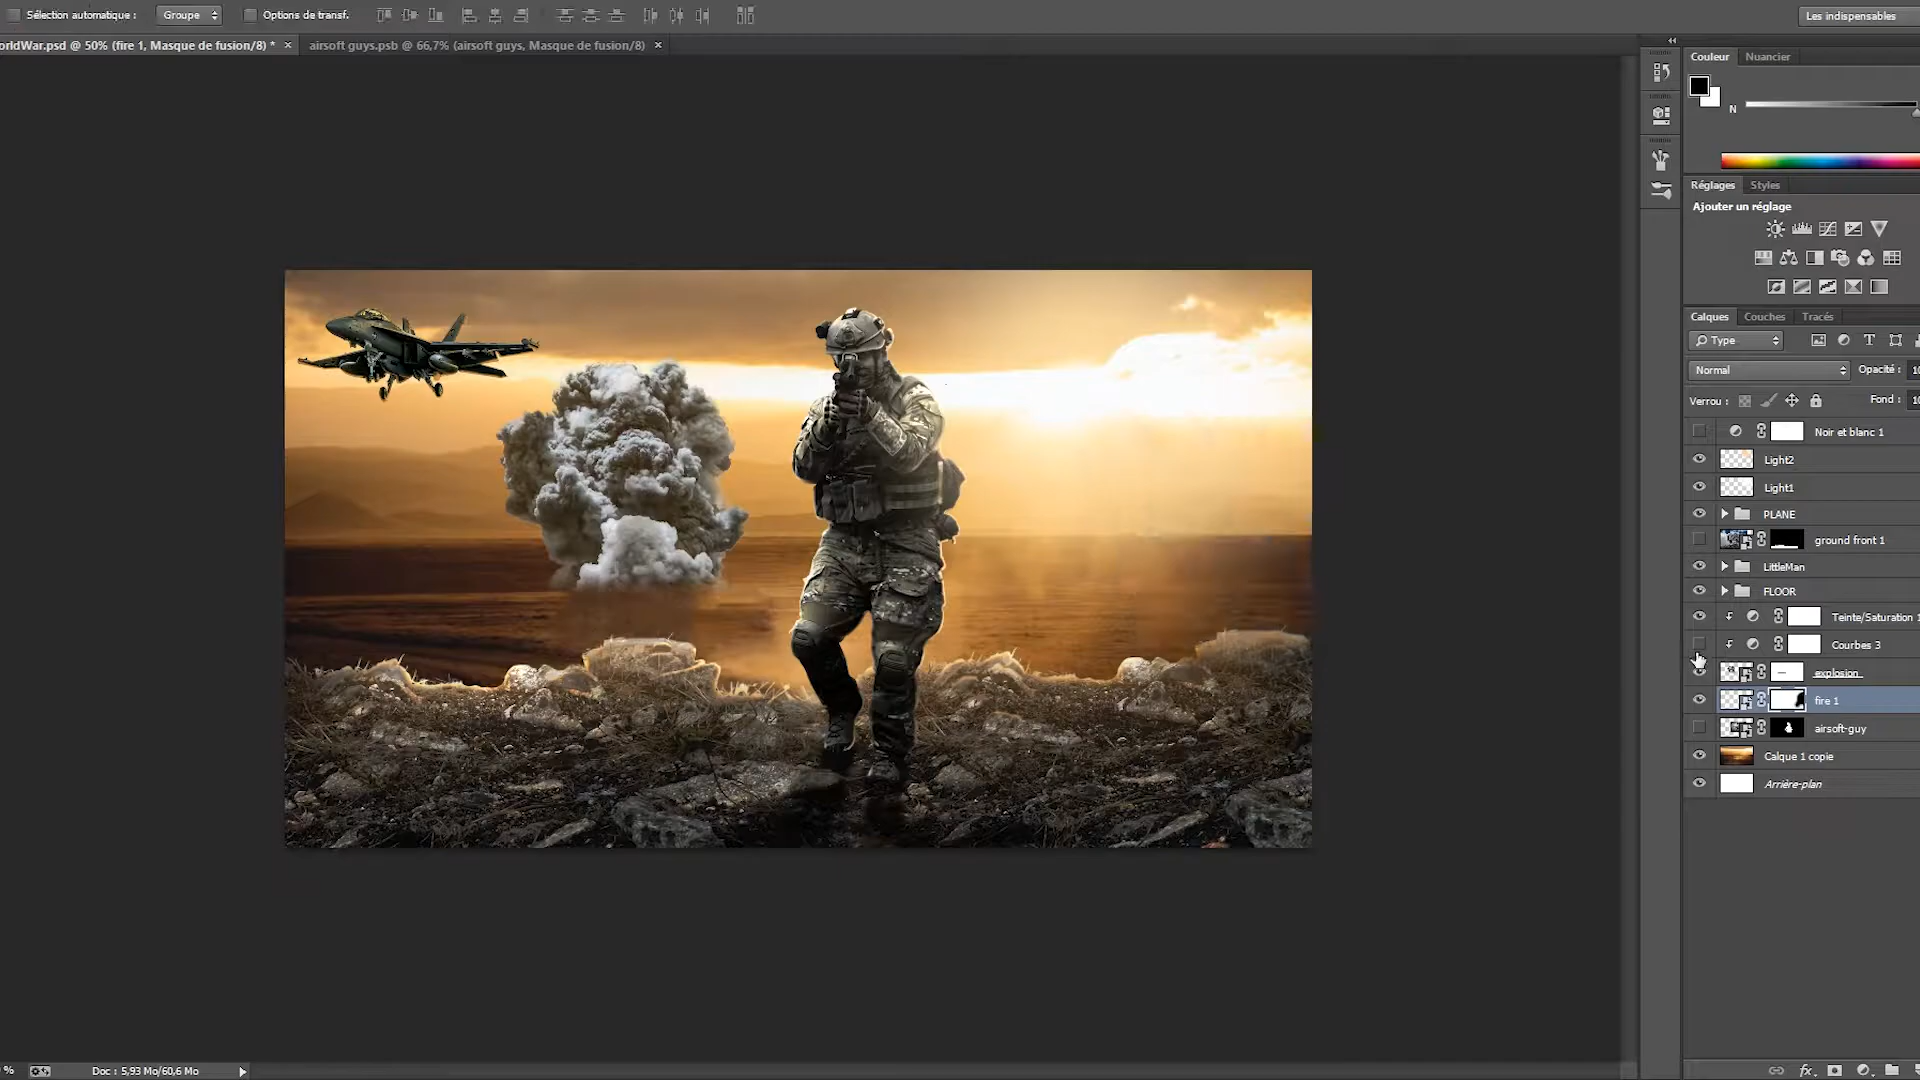 Sélection automatique :
Groupe
Options de transf.
Les indispensables
orldWar.psd @ 50% (fire 1, Masque de fusion/8) * ×
airsoft guys.psb @ 66,7% (airsoft guys, Masque de fusion/8) ×
Couleur
Nuancier
N
Réglages
Styles
Ajouter un réglage
Calques
Couches
Tracés
Type
Normal
Opacité : 10
Verrou :
Fond : 10
Noir et blanc 1
Light2
Light1
PLANE
ground front 1
LittleMan
FLOOR
Teinte/Saturation 1
Courbes 3
explosion
fire 1
airsoft-guy
Calque 1 copie
Arrière-plan
% Doc : 5,93 Mo/60,6 Mo
fx